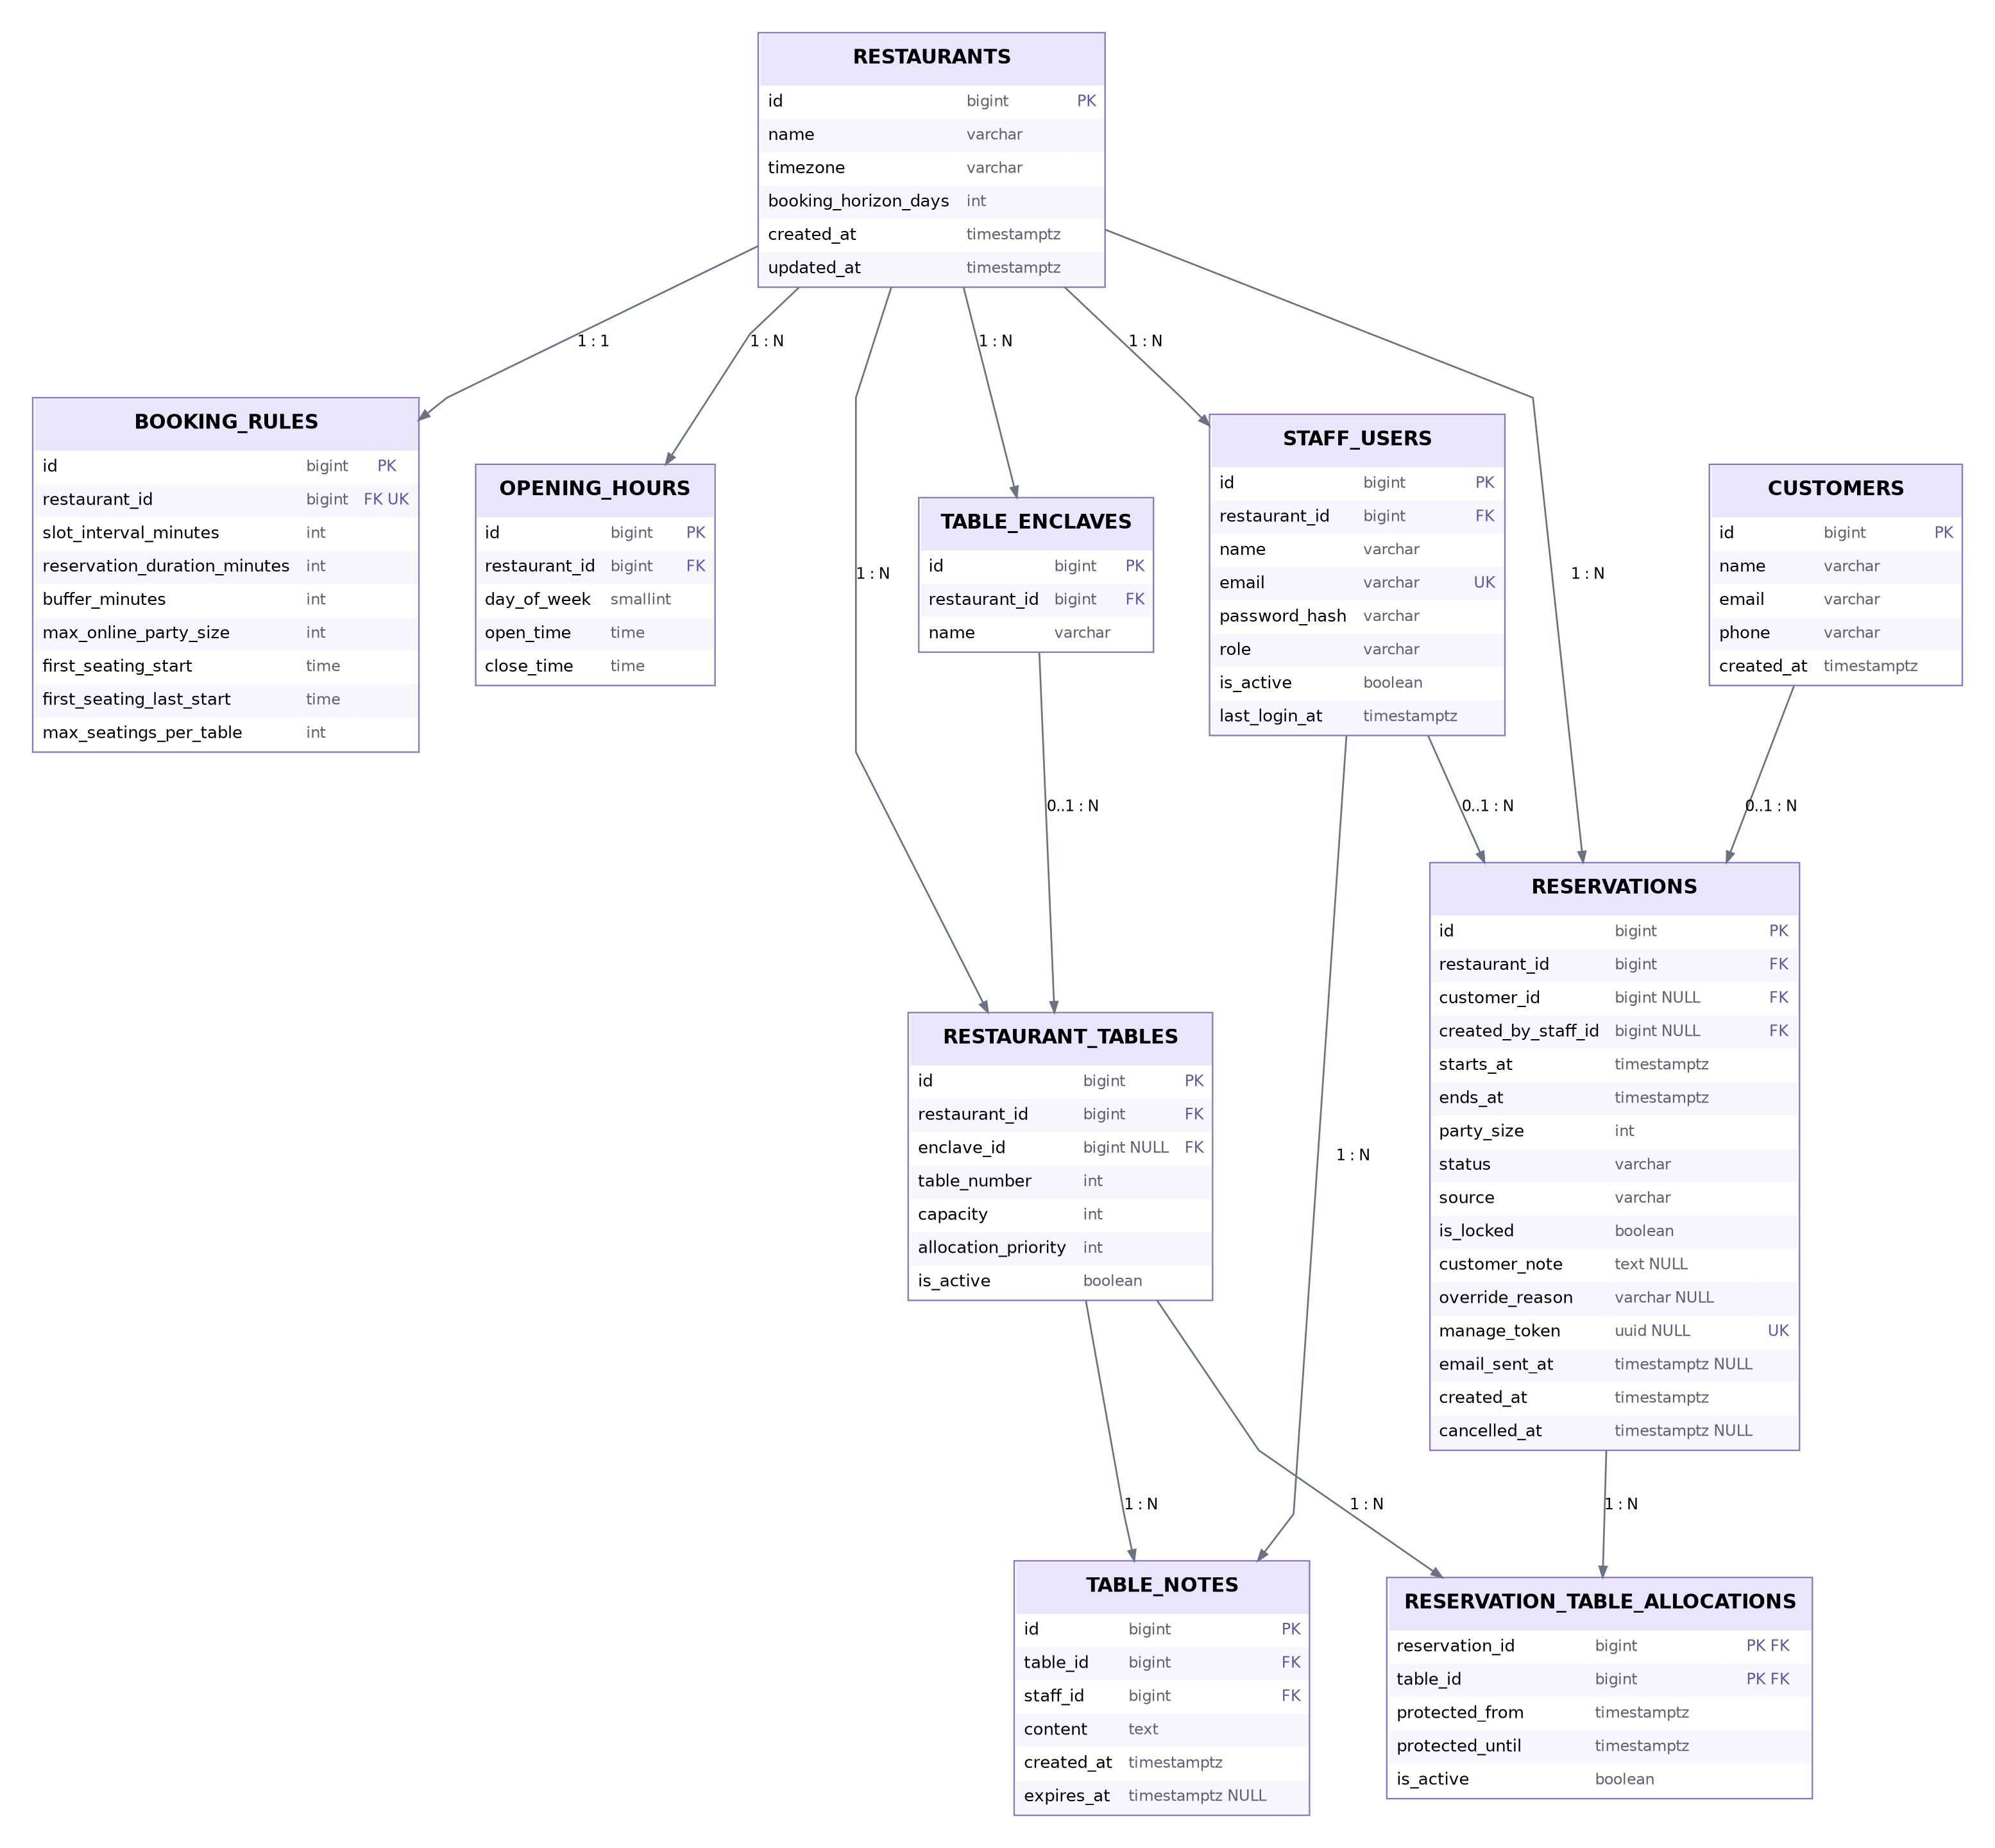 RESTAURANTS
id bigint PK
name varchar
timezone varchar
booking_horizon_days int
created_at timestamptz
updated_at timestamptz
1 : 1
1 : N
1 : N
1 : N
BOOKING_RULES
id bigint PK
restaurant_id bigint FK UK
slot_interval_minutes int
reservation_duration_minutes int
buffer_minutes int
max_online_party_size int
first_seating_start time
first_seating_last_start time
max_seatings_per_table int
OPENING_HOURS
id bigint PK
restaurant_id bigint FK
day_of_week smallint
open_time time
close_time time
1 : N
TABLE_ENCLAVES
id bigint PK
restaurant_id bigint FK
name varchar
STAFF_USERS
id bigint PK
restaurant_id bigint FK
name varchar
email varchar UK
password_hash varchar
role varchar
is_active boolean
last_login_at timestamptz
1 : N
CUSTOMERS
id bigint PK
name varchar
email varchar
phone varchar
created_at timestamptz
0..1 : N
0..1 : N
0..1 : N
RESTAURANT_TABLES
id bigint PK
restaurant_id bigint FK
enclave_id bigint NULL FK
table_number int
capacity int
allocation_priority int
is_active boolean
1 : N
RESERVATIONS
id bigint PK
restaurant_id bigint FK
customer_id bigint NULL FK
created_by_staff_id bigint NULL FK
starts_at timestamptz
ends_at timestamptz
party_size int
status varchar
source varchar
is_locked boolean
customer_note text NULL
override_reason varchar NULL
manage_token uuid NULL UK
email_sent_at timestamptz NULL
created_at timestamptz
cancelled_at timestamptz NULL
1 : N
1 : N
1 : N
TABLE_NOTES
id bigint PK
table_id bigint FK
staff_id bigint FK
content text
created_at timestamptz
expires_at timestamptz NULL
RESERVATION_TABLE_ALLOCATIONS
reservation_id bigint PK FK
table_id bigint PK FK
protected_from timestamptz
protected_until timestamptz
is_active boolean